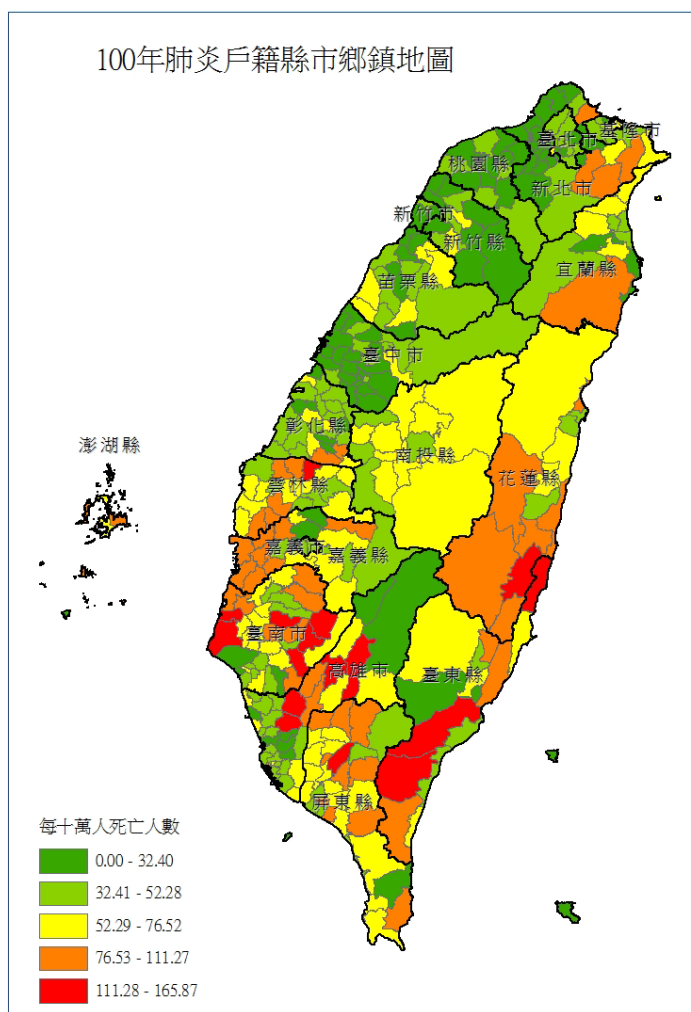 100年肺炎戶籍縣市鄉鎮地圖
基隆市
臺北市
桃園縣
新北市
新竹市
新竹縣
宜蘭縣
苗栗縣
臺中市
彰化縣
南投縣
澎湖縣
花蓮縣
雲林縣
嘉義市
嘉義縣
臺南市
高雄市
臺東縣
屏東縣
每十萬人死亡人數
0.00 - 32.40
32.41 - 52.28
52.29 - 76.52
76.53 - 111.27
111.28 - 165.87